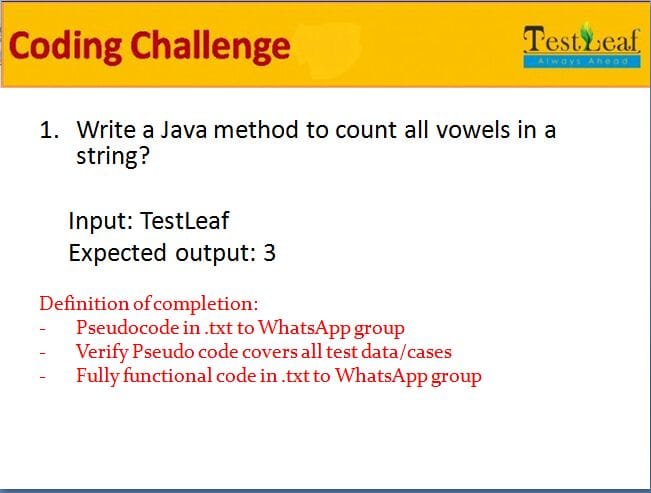 Coding Challenge
TestLeaf
Always Ahead
1. Write a Java method to count all vowels in a
string?
Input: TestLeaf
Expected output: 3
Definition of completion:
- Pseudocode in .txt to WhatsApp group
- Verify Pseudo code covers all test data/cases
- Fully functional code in .txt to WhatsApp group